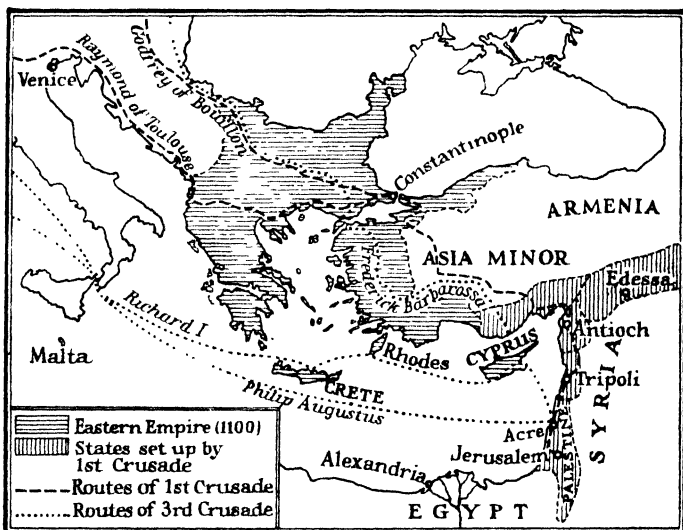 Venice
Raymond of Toulouse
Godfrey of Bouillon
Constantinople
ARMENIA
ASIA MINOR
Frederick Barbarossa
Edessa
Antioch
CYPRUS
Richard I
Rhodes
Malta
Tripoli
SYRIA
CRETE
Philip Augustus
Acre
Jerusalem
PALESTINE
Alexandria
EGYPT
Eastern Empire (1100)
States set up by
1st Crusade
Routes of 1st Crusade
Routes of 3rd Crusade